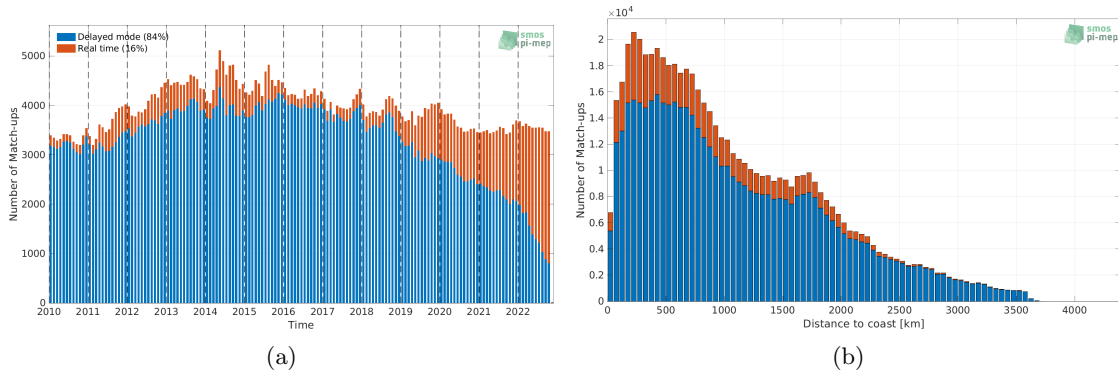 Delayed mode (84%)
Real time (16%)
smos
pi-mep
Number of Match-ups
5000
4000
3000
2000
1000
0
2010 2011 2012 2013 2014 2015 2016 2017 2018 2019 2020 2021 2022
Time
(a)
×10⁴
smos
pi-mep
Number of Match-ups
2
1.8
1.6
1.4
1.2
1
0.8
0.6
0.4
0.2
0
0 500 1000 1500 2000 2500 3000 3500 4000
Distance to coast [km]
(b)